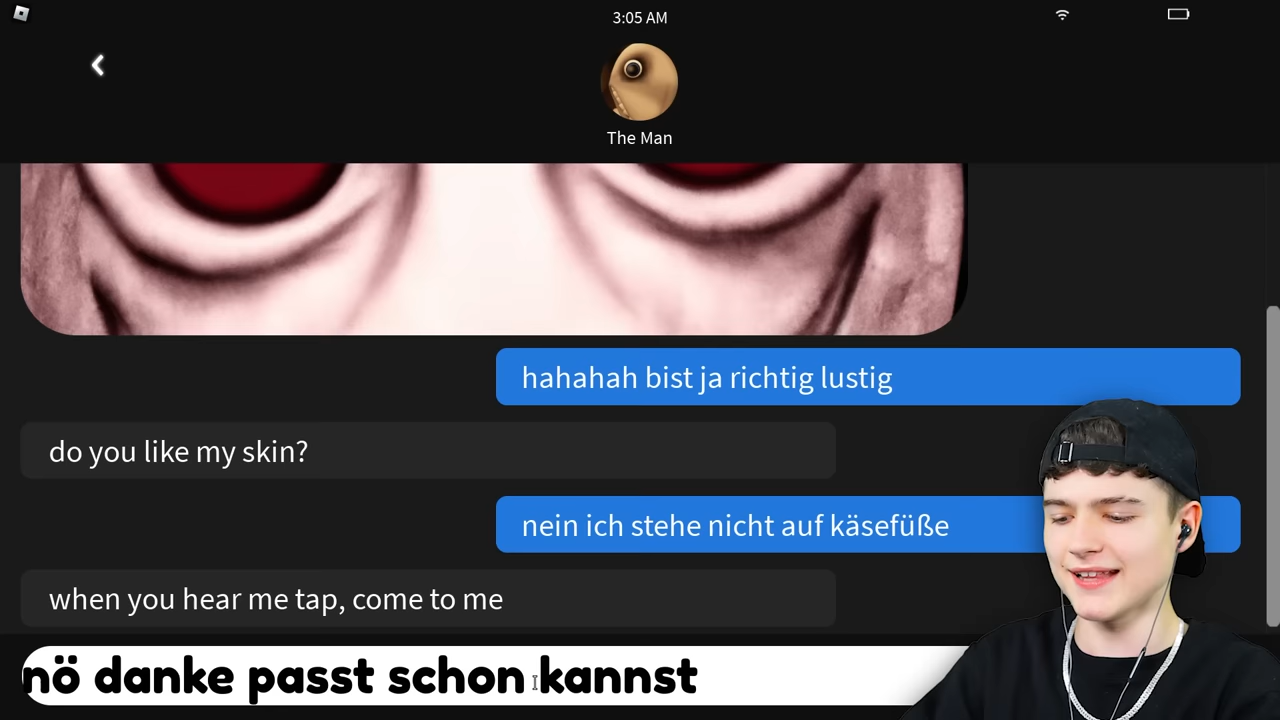 3:05 AM
The Man
hahahah bist ja richtig lustig
do you like my skin?
nein ich stehe nicht auf käsefüße
when you hear me tap, come to me
nö danke passt schon kannst